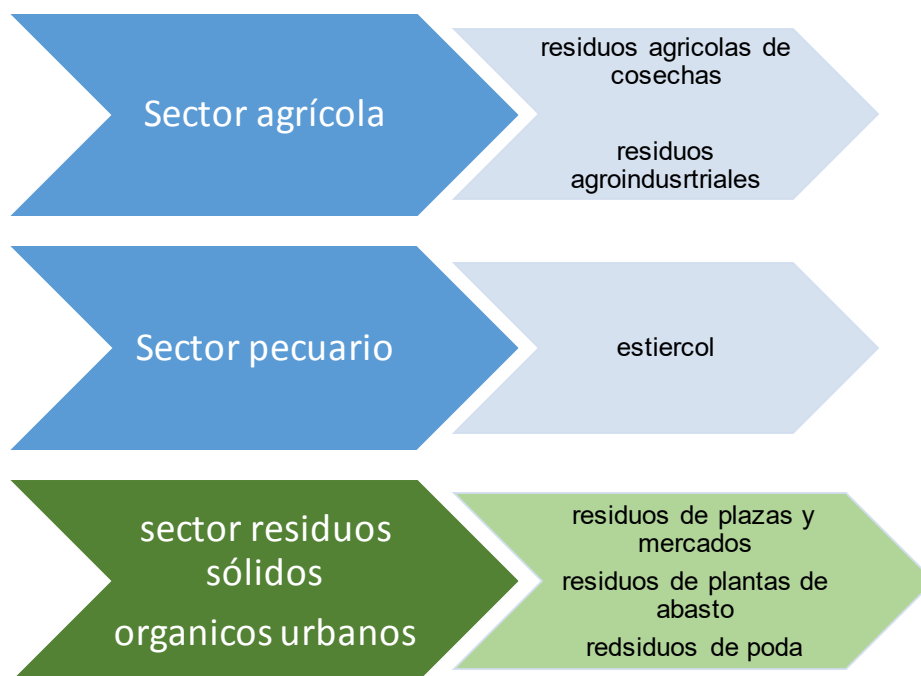 Sector agrícola
residuos agricolas de
cosechas
residuos
agroindusrtriales
Sector pecuario
estiercol
sector residuos
sólidos
organicos urbanos
residuos de plazas y
mercados
residuos de plantas de
abasto
redsiduos de poda